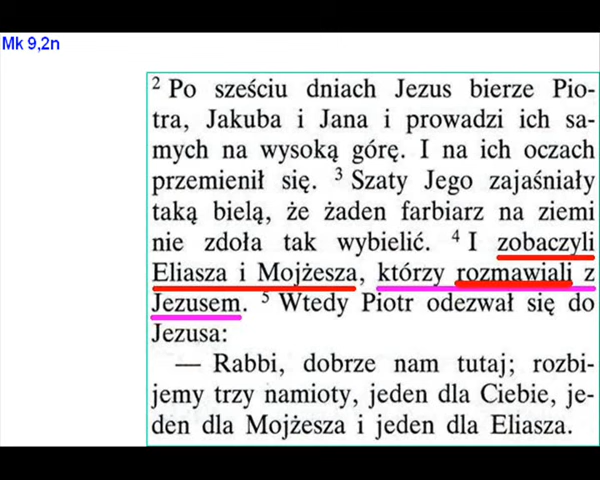 Mk 9,2n
² Po sześciu dniach Jezus bierze Pio-
tra, Jakuba i Jana i prowadzi ich sa-
mych na wysoką górę. I na ich oczach
przemienił się. ³ Szaty Jego zajaśniały
taką bielą, że żaden farbiarz na ziemi
nie zdoła tak wybielić. ⁴ I zobaczyli
Eliasza i Mojżesza, którzy rozmawiali z
Jezusem. ⁵ Wtedy Piotr odezwał się do
Jezusa:
— Rabbi, dobrze nam tutaj; rozbi-
jemy trzy namioty, jeden dla Ciebie, je-
den dla Mojżesza i jeden dla Eliasza.